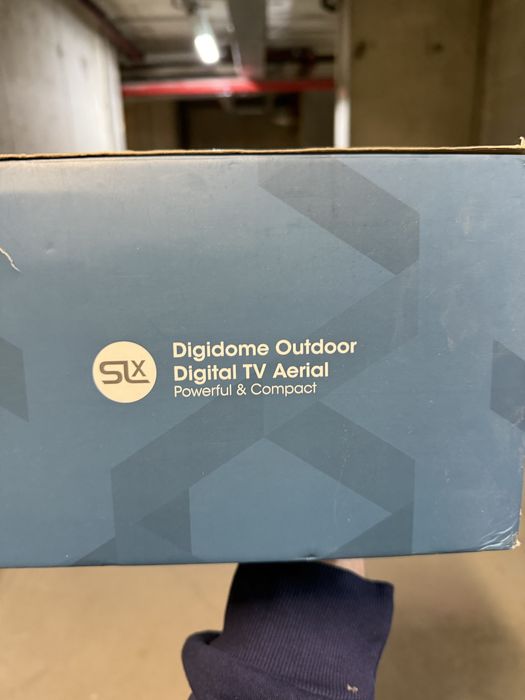 SLX
Digidome Outdoor
Digital TV Aerial
Powerful & Compact